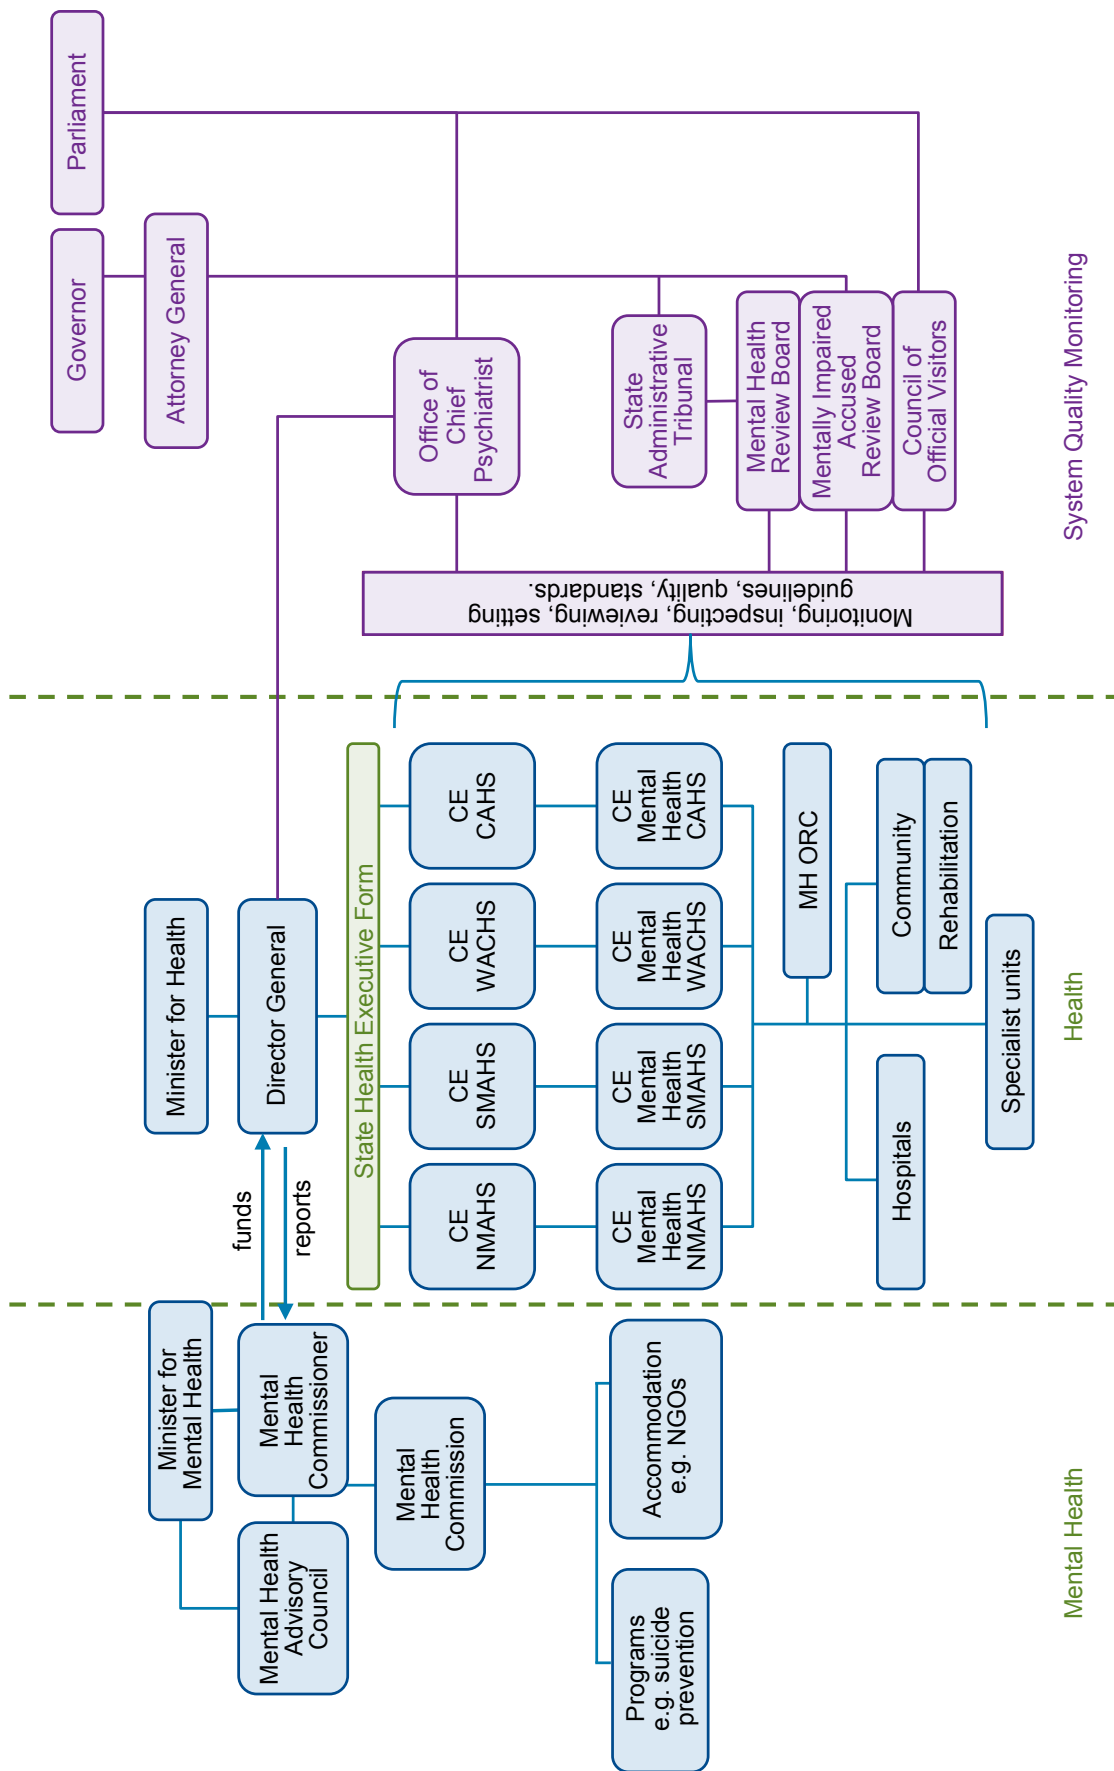 Minister for
Mental Health
Mental Health
Advisory
Council
Mental
Health
Commissioner
Mental
Health
Commission
Programs
e.g. suicide
prevention
Accommodation
e.g. NGOs
Mental Health
funds
reports
Minister for Health
Director General
State Health Executive Form
CE
NMAHS
CE
SMAHS
CE
WACHS
CE
CAHS
CE
Mental
Health
NMAHS
CE
Mental
Health
SMAHS
CE
Mental
Health
WACHS
CE
Mental
Health
CAHS
MH ORC
Hospitals
Community
Rehabilitation
Specialist units
Health
Governor
Parliament
Attorney General
Office of
Chief
Psychiatrist
State
Administrative
Tribunal
Mental Health
Review Board
Mentally Impaired
Accused
Review Board
Council of
Official Visitors
Monitoring, inspecting, reviewing, setting
guidelines, quality, standards.
System Quality Monitoring